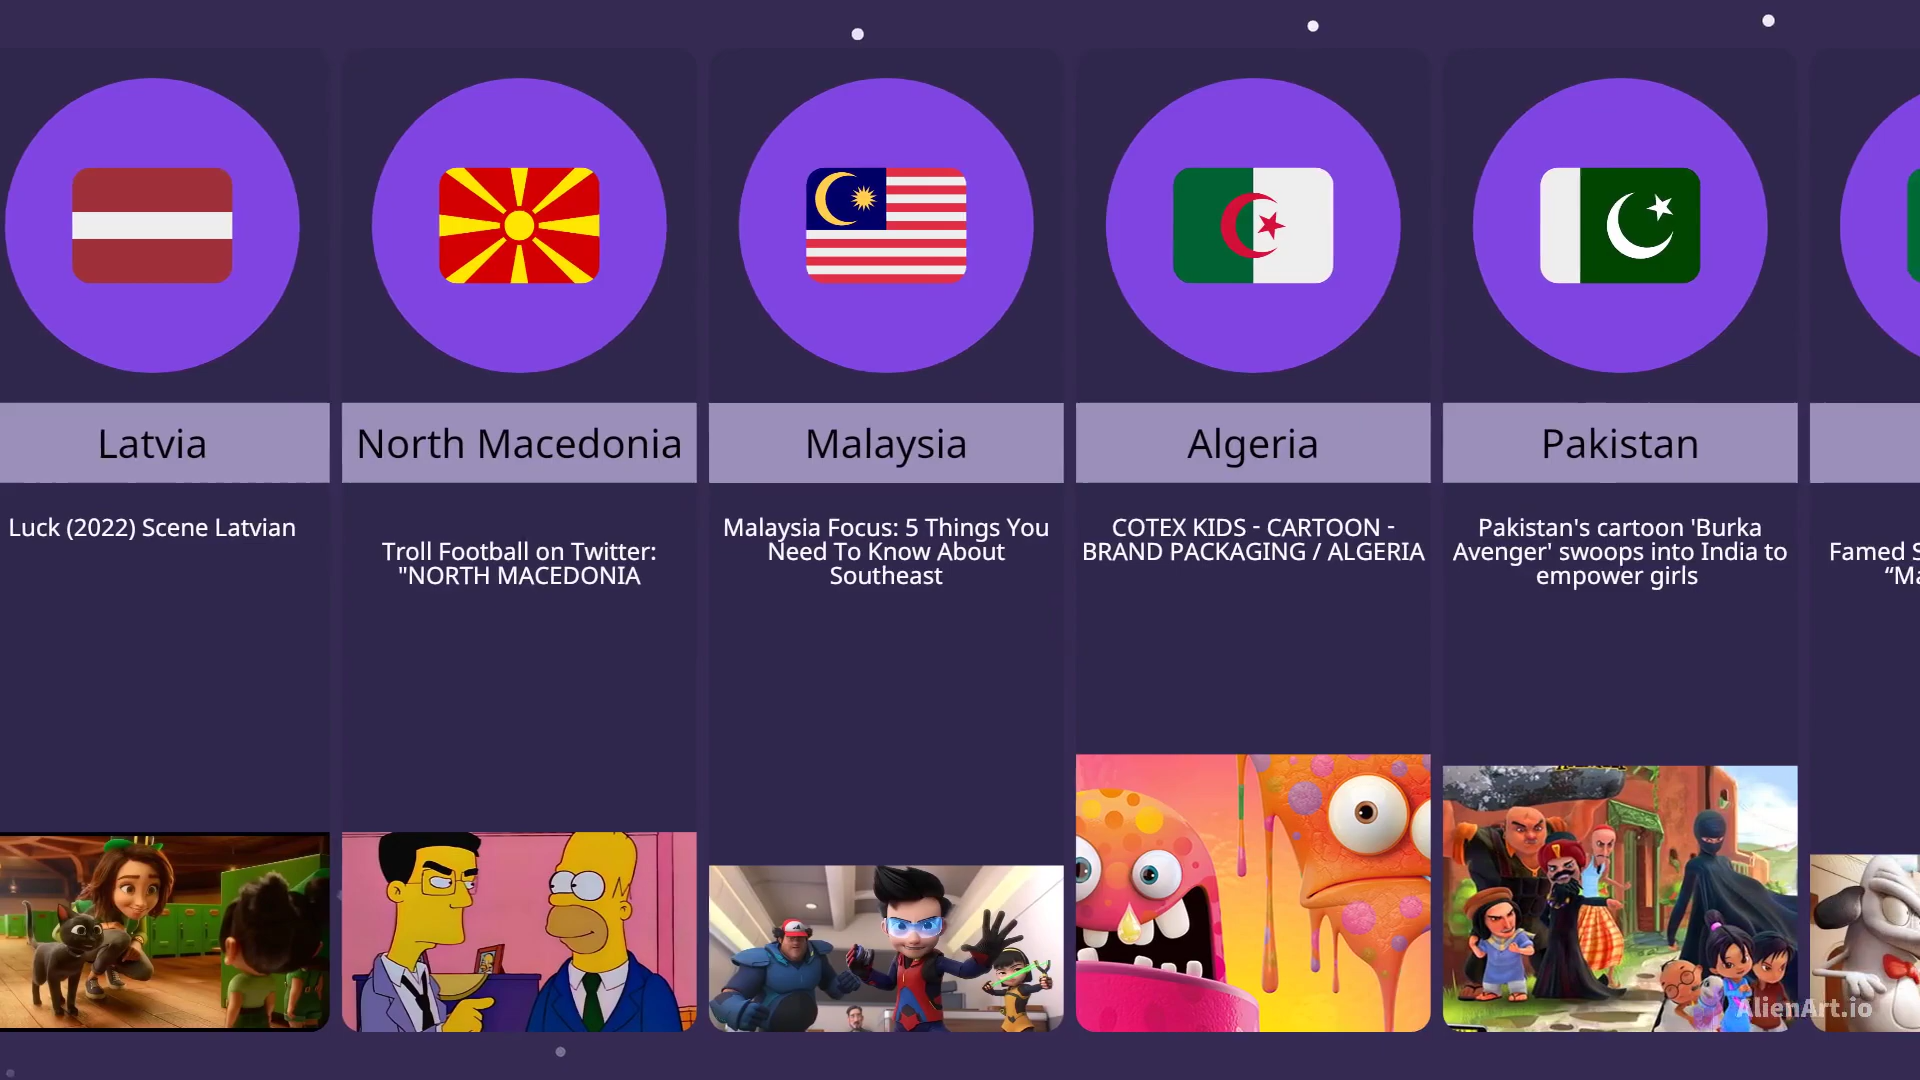 Latvia
Luck (2022) Scene Latvian
North Macedonia
Troll Football on Twitter:
"NORTH MACEDONIA
Malaysia
Malaysia Focus: 5 Things You
Need To Know About
Southeast
Algeria
COTEX KIDS - CARTOON -
BRAND PACKAGING / ALGERIA
Pakistan
Pakistan's cartoon 'Burka
Avenger' swoops into India to
empower girls
Famed S
“Ma
AlienArt.io